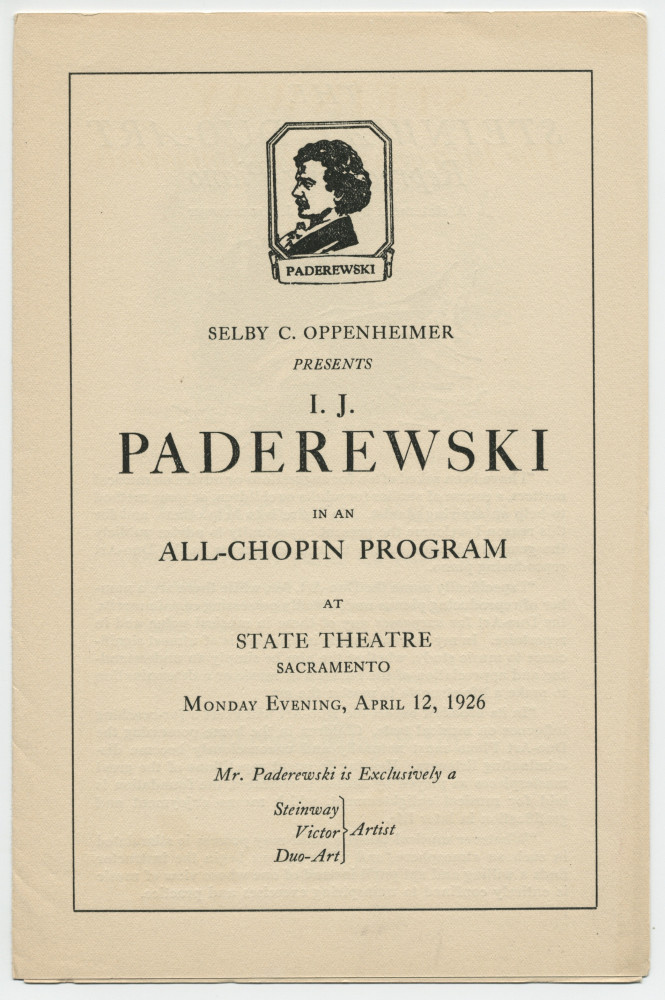 PADEREWSKI
SELBY C. OPPENHEIMER
PRESENTS
I. J.
PADEREWSKI
IN AN
ALL-CHOPIN PROGRAM
AT
STATE THEATRE
SACRAMENTO
MONDAY EVENING, APRIL 12, 1926
Mr. Paderewski is Exclusively a
Steinway
Victor Artist
Duo-Art